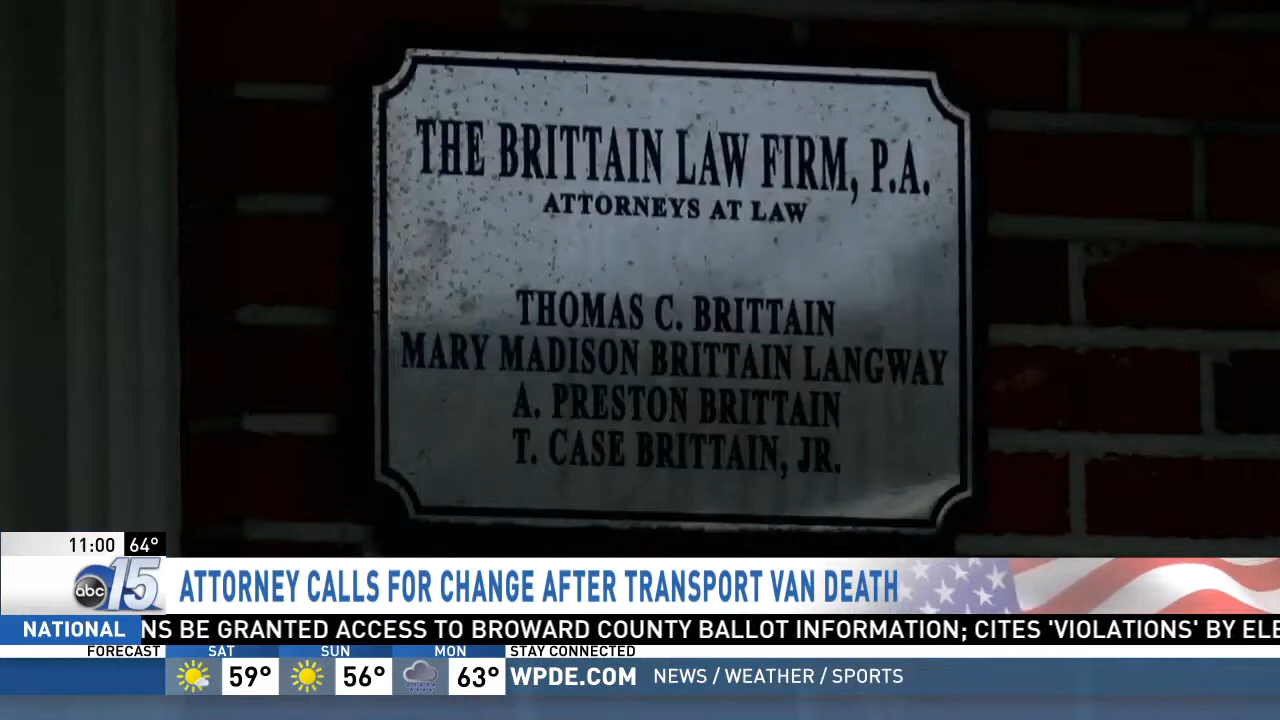 THE BRITTAIN LAW FIRM, P.A.
ATTORNEYS AT LAW
THOMAS C. BRITTAIN
MARY MADISON BRITTAIN LANGWAY
A. PRESTON BRITTAIN
T. CASE BRITTAIN, JR.
11:00 64°
abc 15 ATTORNEY CALLS FOR CHANGE AFTER TRANSPORT VAN DEATH
NATIONAL NS BE GRANTED ACCESS TO BROWARD COUNTY BALLOT INFORMATION; CITES 'VIOLATIONS' BY ELE
FORECAST SAT SUN MON STAY CONNECTED
59° 56° 63° WPDE.COM NEWS / WEATHER / SPORTS